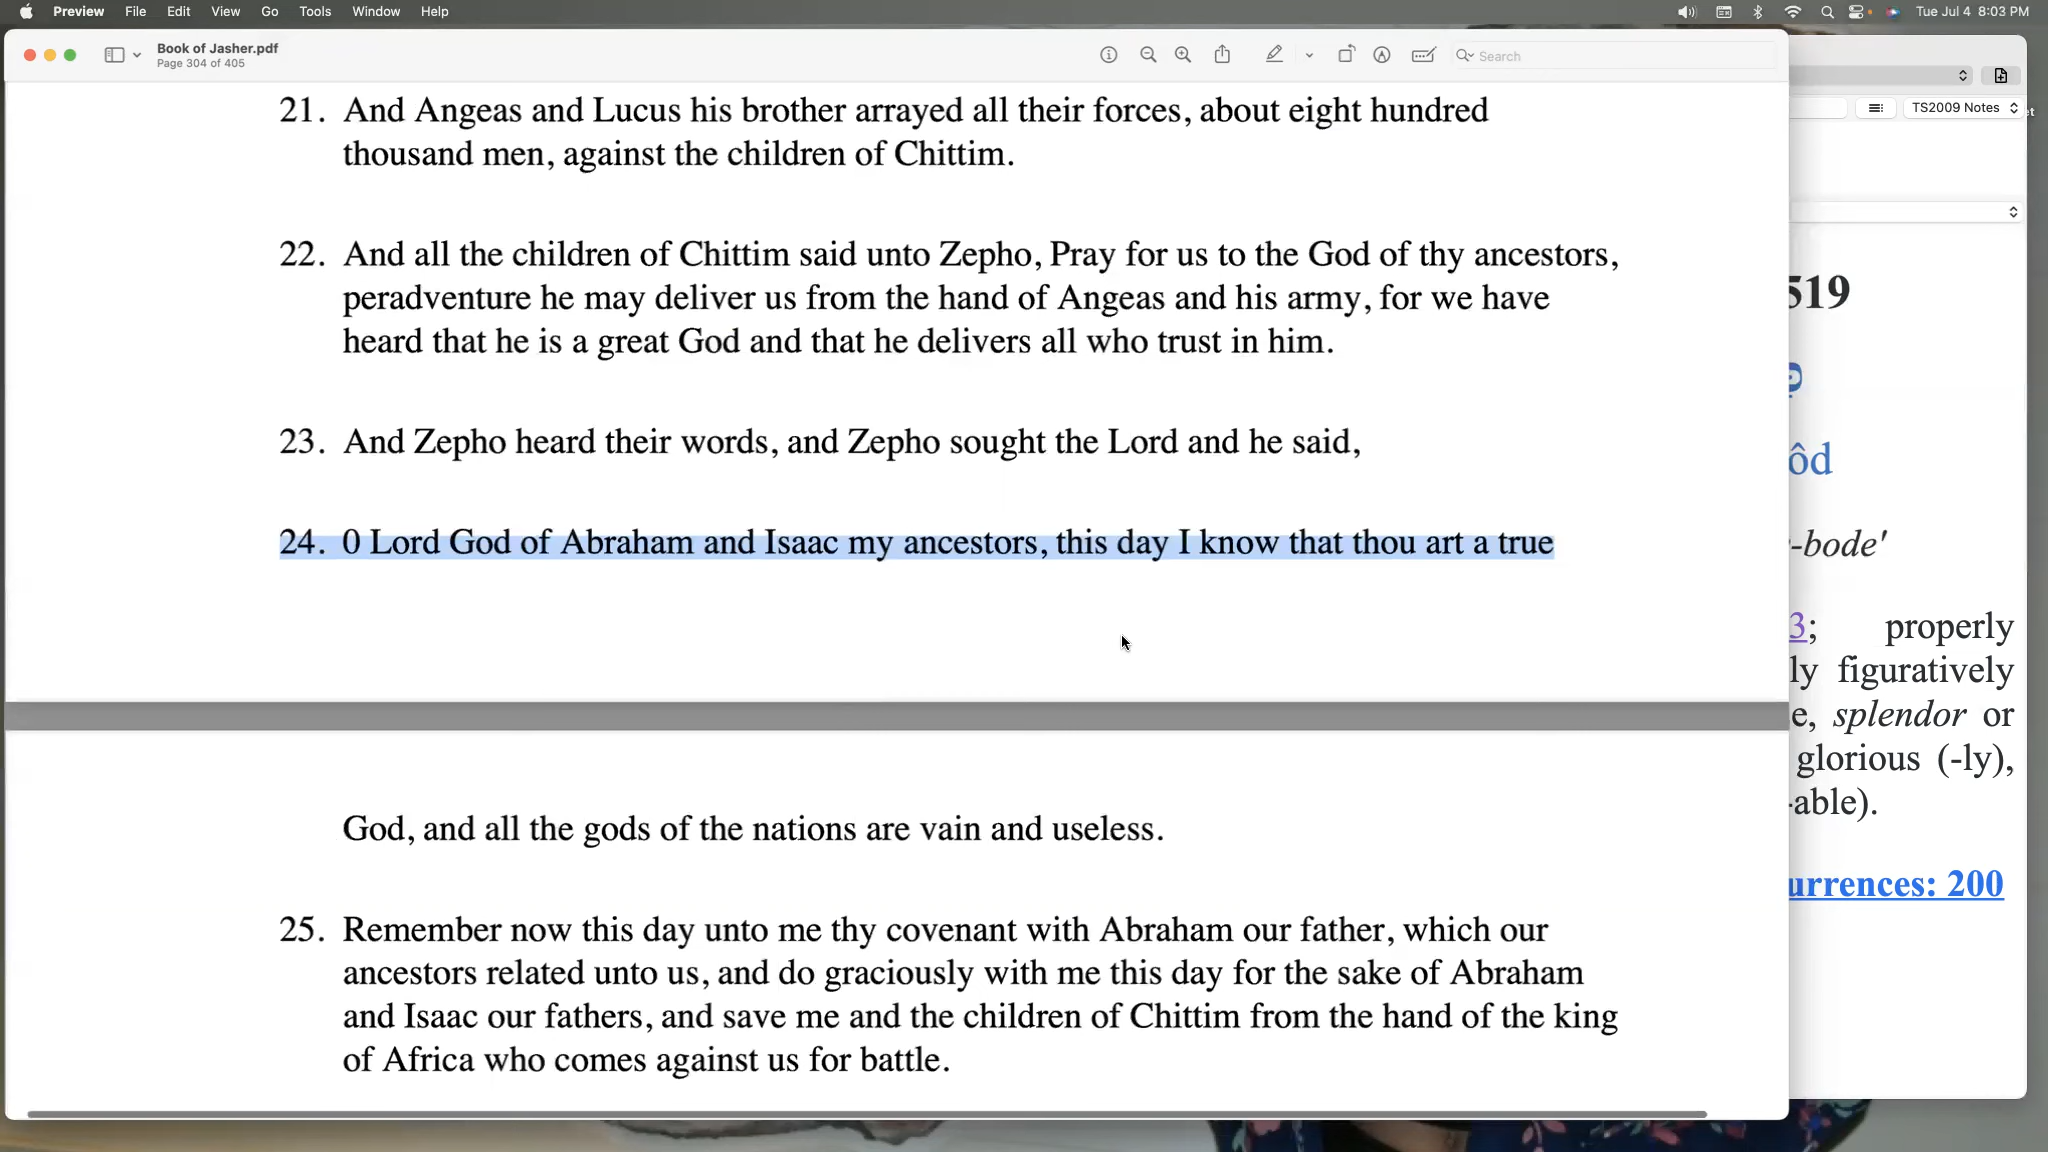 Preview File Edit View Go Tools Window Help Tue Jul 4 8:03 PM
Book of Jasher.pdf
Page 304 of 405
Search
TS2009 Notes
21. And Angeas and Lucus his brother arrayed all their forces, about eight hundred
thousand men, against the children of Chittim.
22. And all the children of Chittim said unto Zepho, Pray for us to the God of thy ancestors,
peradventure he may deliver us from the hand of Angeas and his army, for we have
heard that he is a great God and that he delivers all who trust in him.
23. And Zepho heard their words, and Zepho sought the Lord and he said,
24. 0 Lord God of Abraham and Isaac my ancestors, this day I know that thou art a true
God, and all the gods of the nations are vain and useless.
25. Remember now this day unto me thy covenant with Abraham our father, which our
ancestors related unto us, and do graciously with me this day for the sake of Abraham
and Isaac our fathers, and save me and the children of Chittim from the hand of the king
of Africa who comes against us for battle.
519
ôd
-bode'
3; properly
ly figuratively
e, splendor or
glorious (-ly),
-able).
urrences: 200